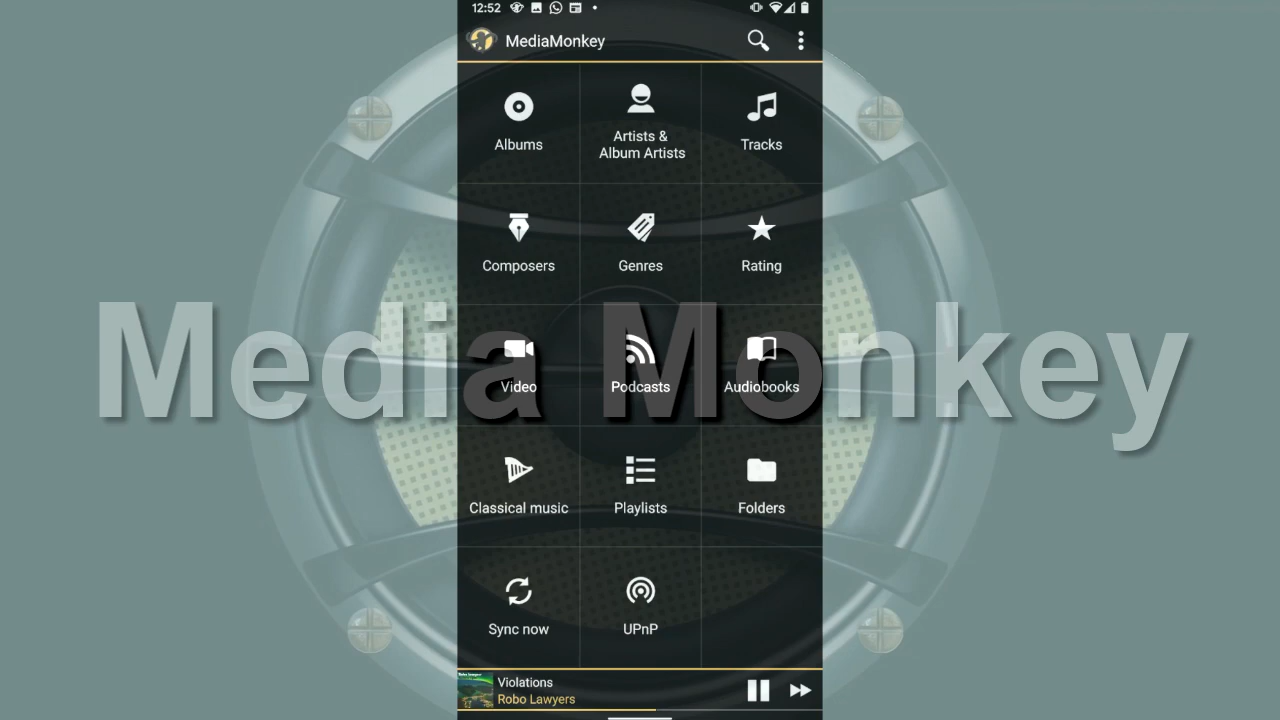 12:52
MediaMonkey
Albums
Artists &
Album Artists
Tracks
Composers
Genres
Rating
Media Monkey
Video
Podcasts
Audiobooks
Classical music
Playlists
Folders
Sync now
UPnP
Violations
Robo Lawyers